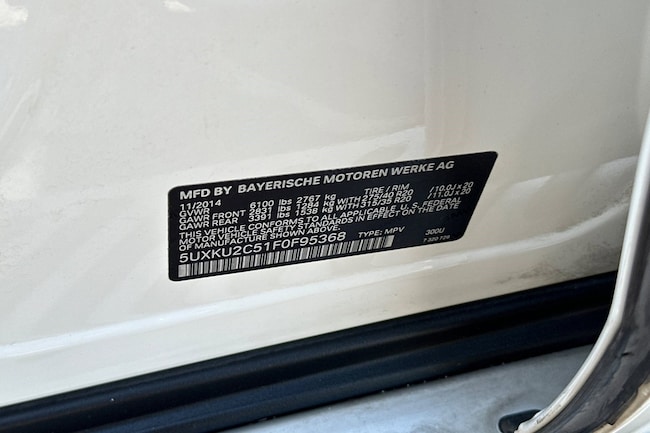 MFD BY BAYERISCHE MOTOREN WERKE AG
11/2014 TIRE / RIM
GVWR 6100 lbs 2767 kg
GAWR FRONT 2831 lbs 1284 kg WITH 275/40 R20 /10.0J x 20
GAWR REAR 3391 lbs 1538 kg WITH 315/35 R20 /11.0J x 20
THIS VEHICLE CONFORMS TO ALL APPLICABLE U. S. FEDERAL
MOTOR VEHICLE SAFETY STANDARDS IN EFFECT ON THE DATE OF
MANUFACTURE SHOWN ABOVE.
5UXKU2C51F0F95368 TYPE: MPV 300U
7 320 726